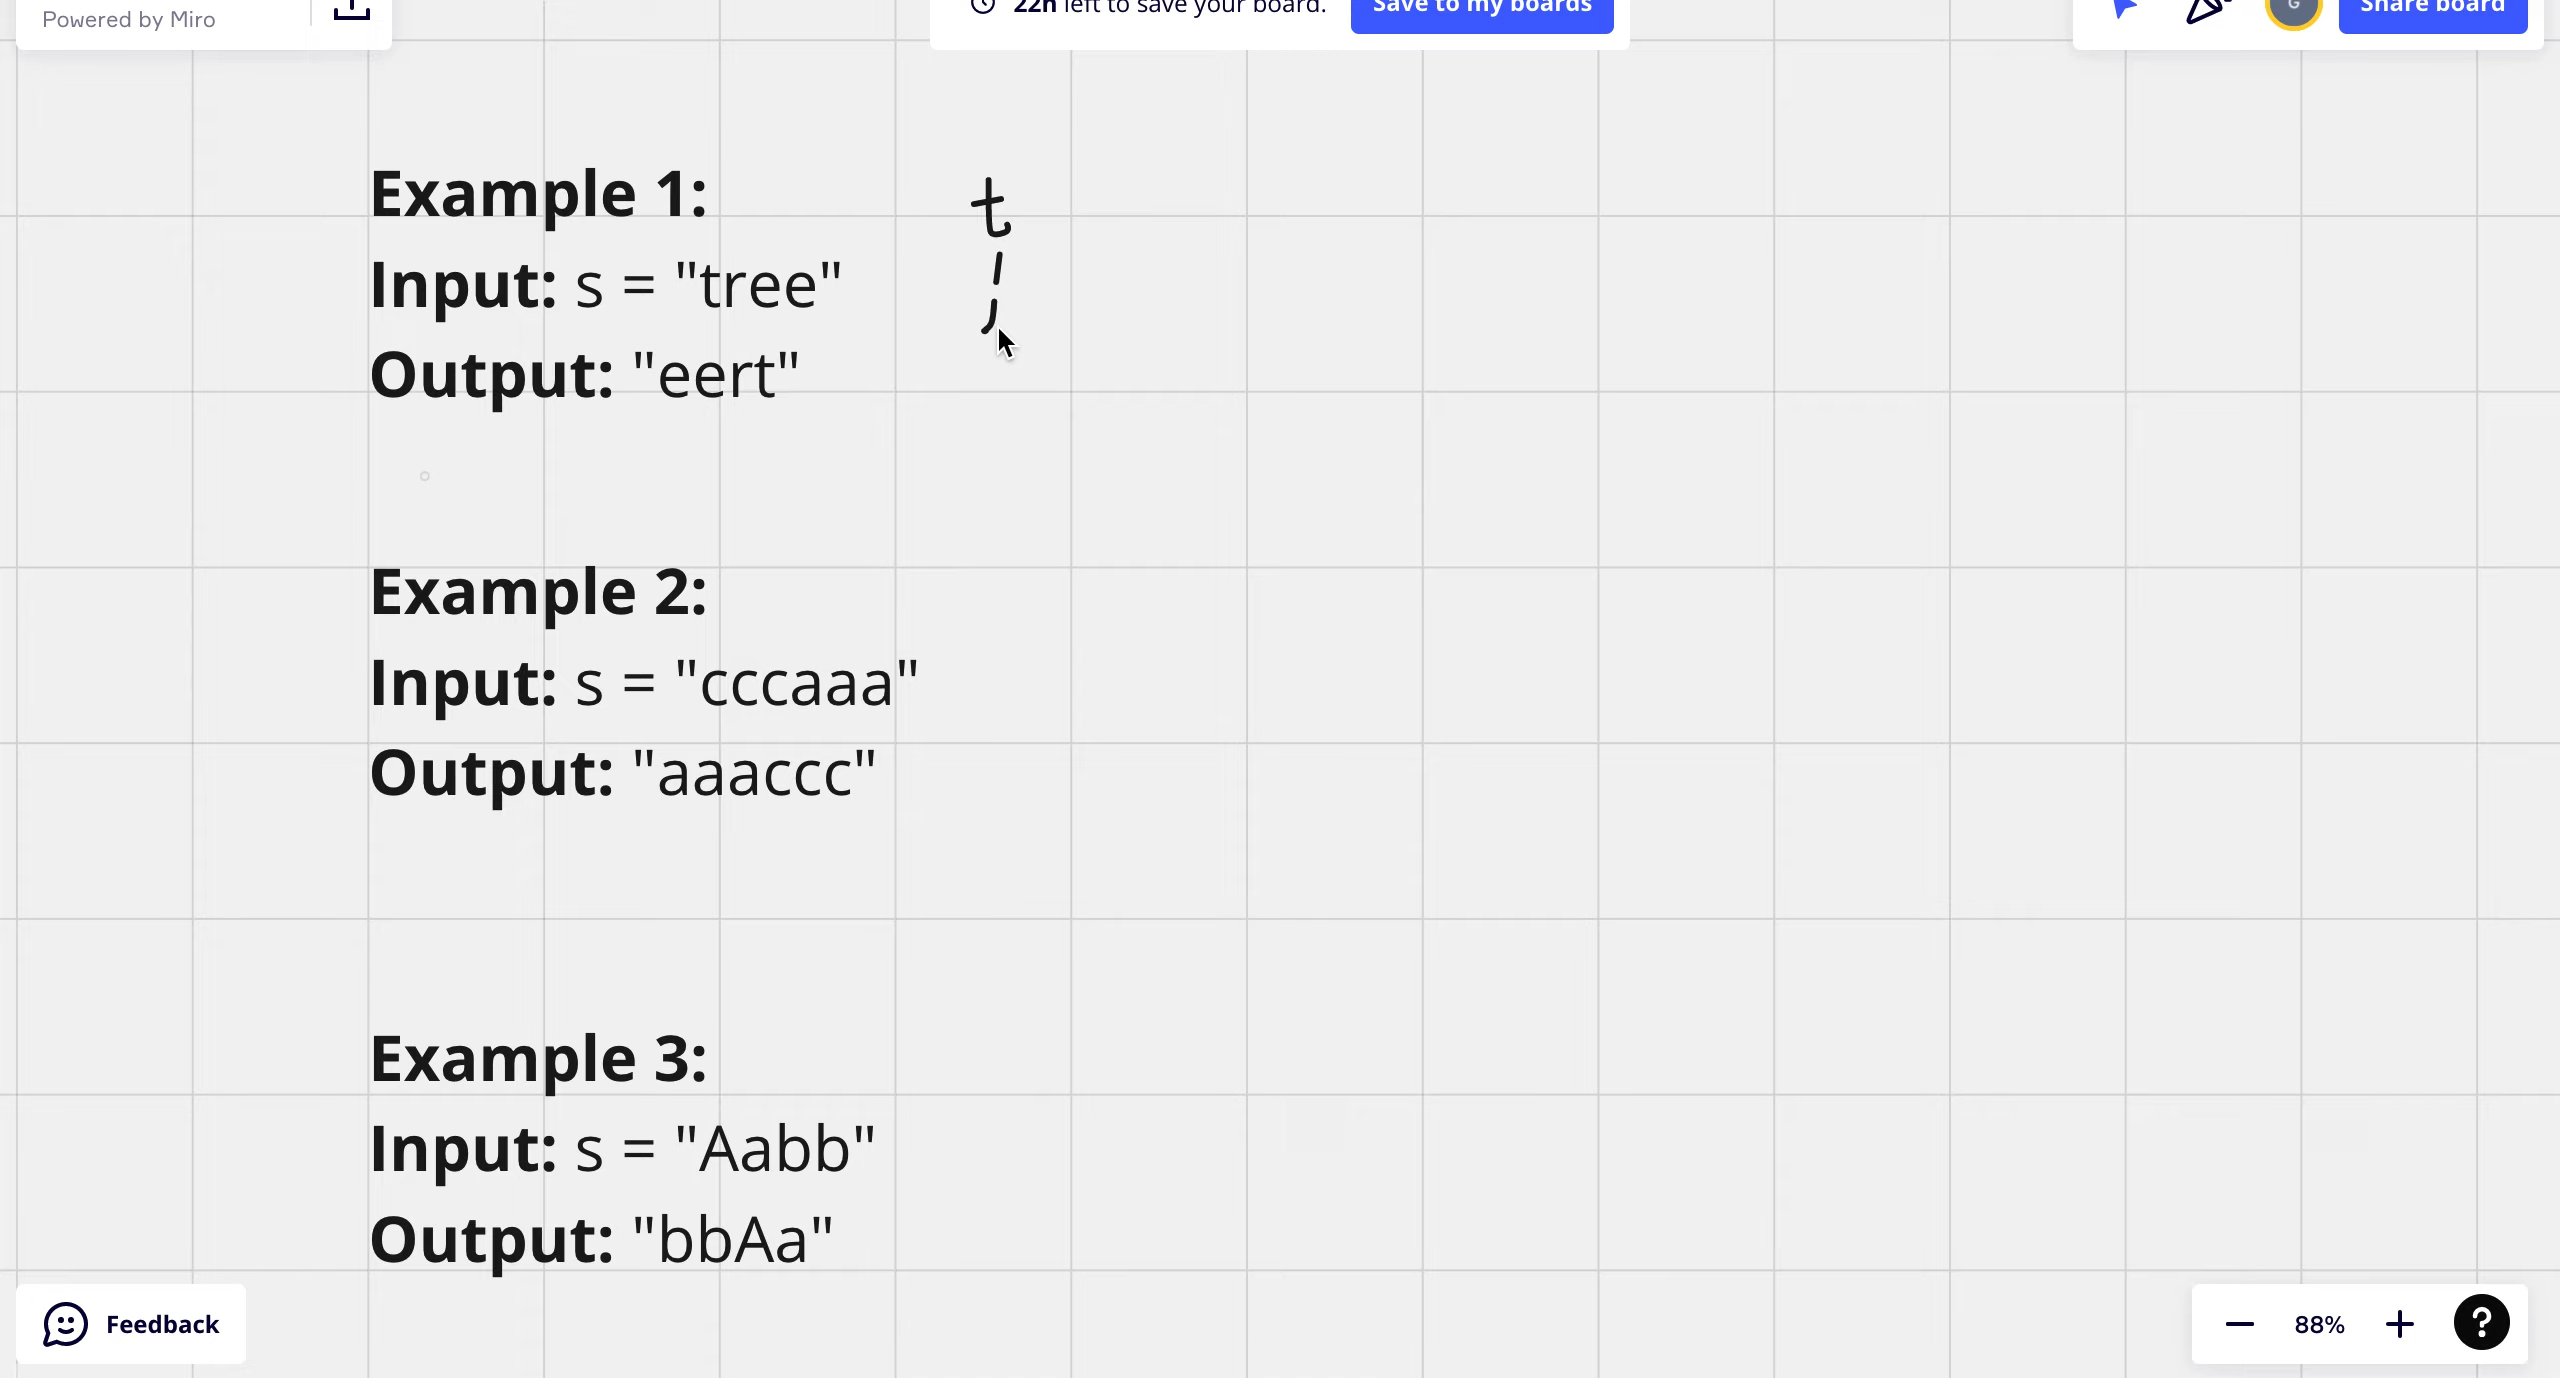 Powered by Miro
22h left to save your board.
Save to my boards
G
Share board
Example 1:
Input: s = "tree"
Output: "eert"
t
Example 2:
Input: s = "cccaaa"
Output: "aaaccc"
Example 3:
Input: s = "Aabb"
Output: "bbAa"
Feedback
88%
?